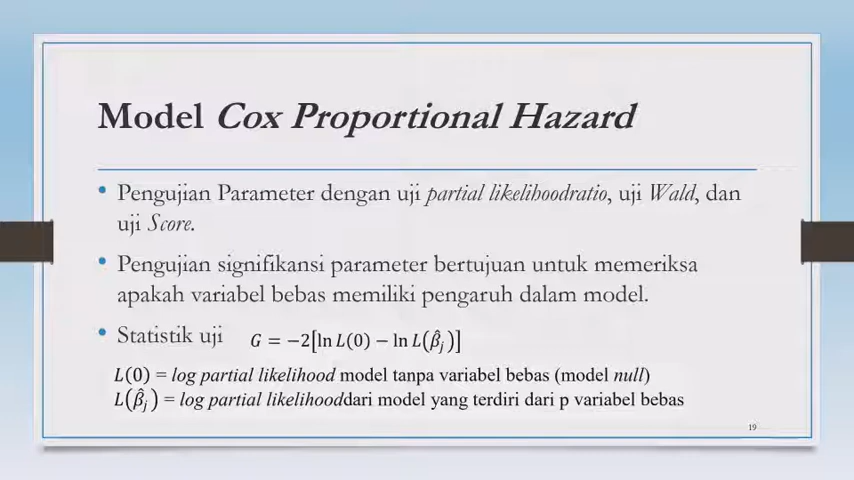 Model Cox Proportional Hazard
• Pengujian Parameter dengan uji partial likelihoodratio, uji Wald, dan
uji Score.
• Pengujian signifikansi parameter bertujuan untuk memeriksa
apakah variabel bebas memiliki pengaruh dalam model.
• Statistik uji G = −2[ln L(0) − ln L(β̂ⱼ)]
L(0) = log partial likelihood model tanpa variabel bebas (model null)
L(β̂ⱼ) = log partial likelihooddari model yang terdiri dari p variabel bebas
19